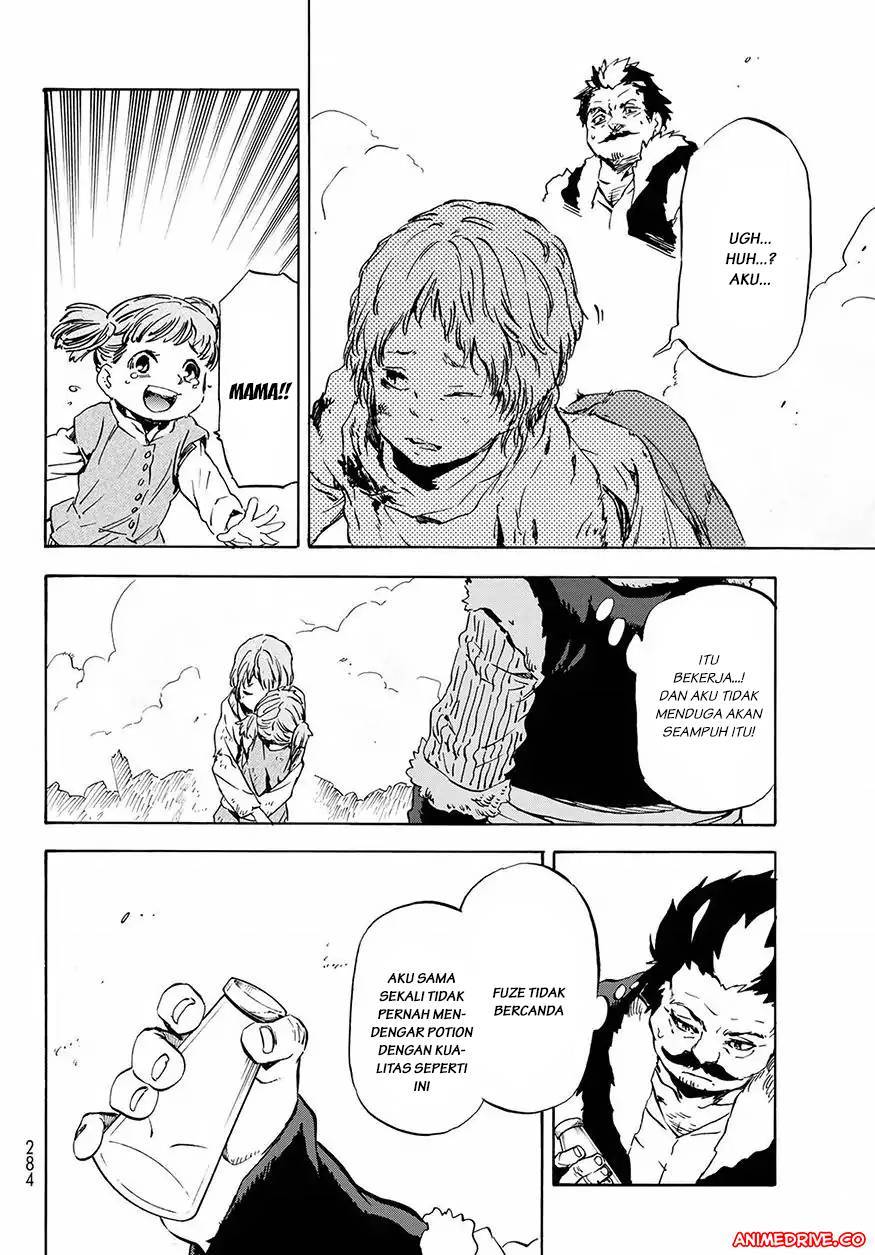 UGH...
HUH...?
AKU...
MAMA!!
ITU
BEKERJA...!
DAN AKU TIDAK
MENDUGA AKAN
SEAMPUH ITU!
FUZE TIDAK
BERCANDA
AKU SAMA
SEKALI TIDAK
PERNAH MEN-
DENGAR POTION
DENGAN KUA-
LITAS SEPERTI
INI
284
ANIMEDRIVE.CO